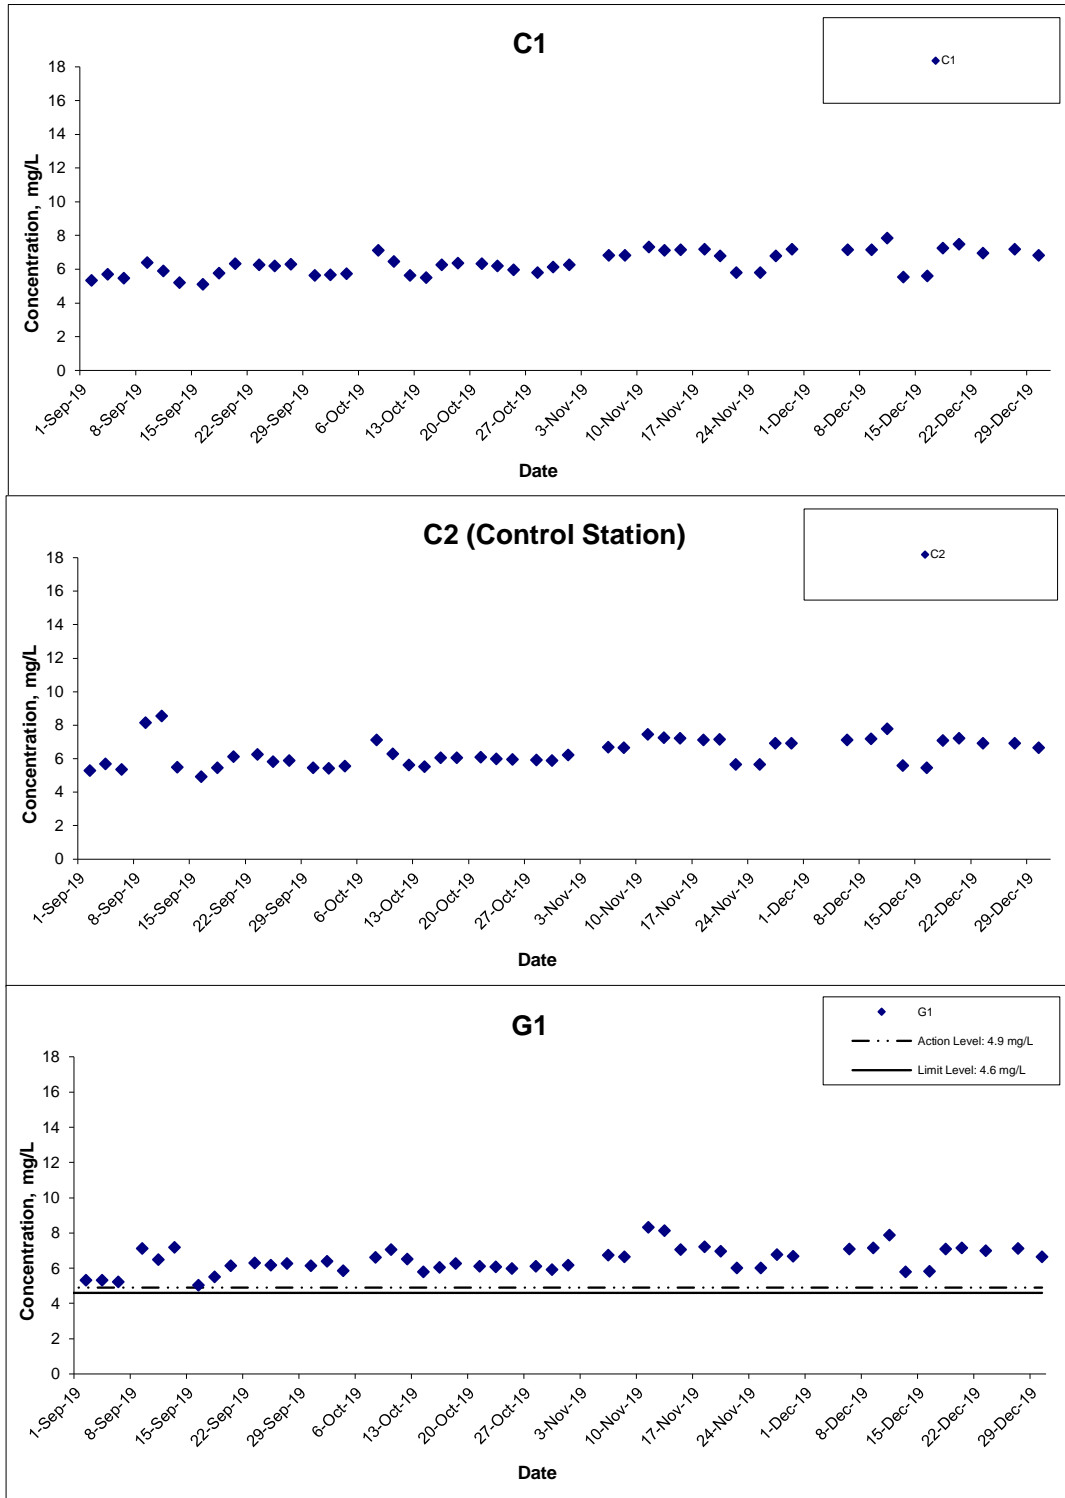 C1
C1
18
16
14
12
10
8
6
4
2
0
Concentration, mg/L
1-Sep-19
8-Sep-19
15-Sep-19
22-Sep-19
29-Sep-19
6-Oct-19
13-Oct-19
20-Oct-19
27-Oct-19
3-Nov-19
10-Nov-19
17-Nov-19
24-Nov-19
1-Dec-19
8-Dec-19
15-Dec-19
22-Dec-19
29-Dec-19
Date
C2 (Control Station)
C2
18
16
14
12
10
8
6
4
2
0
Concentration, mg/L
1-Sep-19
8-Sep-19
15-Sep-19
22-Sep-19
29-Sep-19
6-Oct-19
13-Oct-19
20-Oct-19
27-Oct-19
3-Nov-19
10-Nov-19
17-Nov-19
24-Nov-19
1-Dec-19
8-Dec-19
15-Dec-19
22-Dec-19
29-Dec-19
Date
G1
G1
Action Level: 4.9 mg/L
Limit Level: 4.6 mg/L
18
16
14
12
10
8
6
4
2
0
Concentration, mg/L
1-Sep-19
8-Sep-19
15-Sep-19
22-Sep-19
29-Sep-19
6-Oct-19
13-Oct-19
20-Oct-19
27-Oct-19
3-Nov-19
10-Nov-19
17-Nov-19
24-Nov-19
1-Dec-19
8-Dec-19
15-Dec-19
22-Dec-19
29-Dec-19
Date